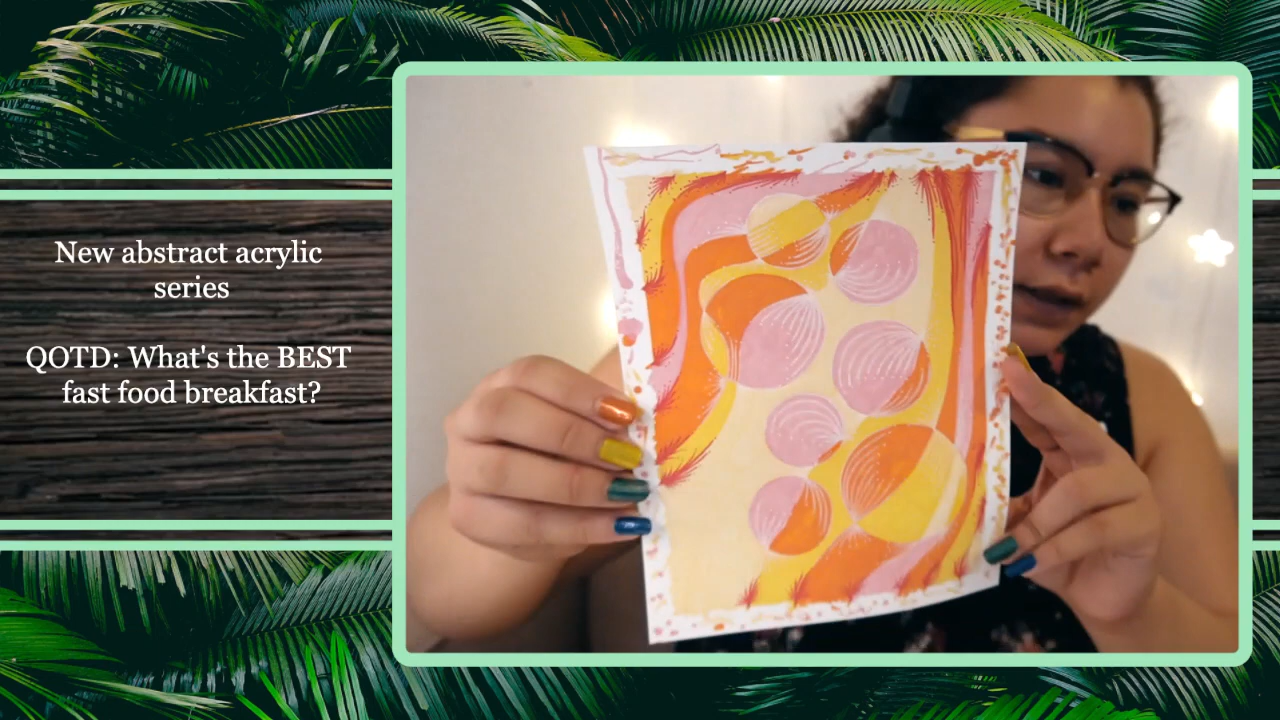 New abstract acrylic
series
QOTD: What's the BEST
fast food breakfast?